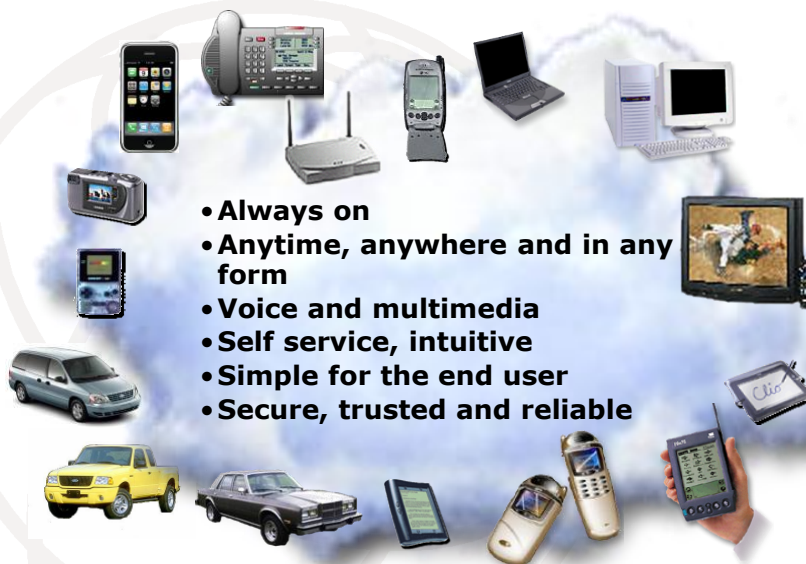 • Always on
• Anytime, anywhere and in any
form
• Voice and multimedia
• Self service, intuitive
• Simple for the end user
• Secure, trusted and reliable
Clio